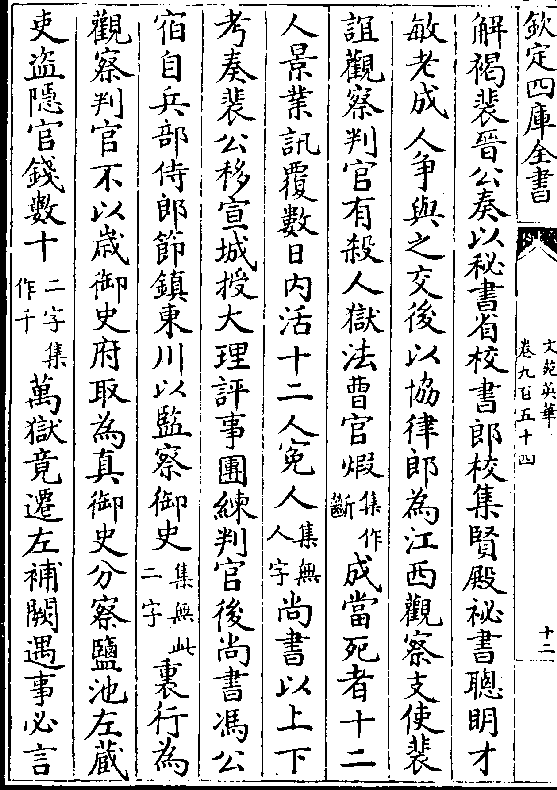 欽定四庫全書
文苑英華
卷九百五十四
十二
解褐裴晉公奏以秘書省校書郎校集賢殿祕書聰明才
敏老成人爭與之交後以協律郎為江西觀察支使裴
誼觀察判官有殺人獄法曹官煆集作斷成當死者十二
人景業訊覆數日内活十二人寃人集無人字尚書以上下
考奏裴公移宣城授大理評事團練判官後尚書馮公
宿自兵部侍郎節鎮東川以監察御史集無此二字裏行為
觀察判官不以歲御史府取為真御史分察鹽池左藏
吏盗隱官錢數十二字集作千萬獄竟遷左補闕遇事必言